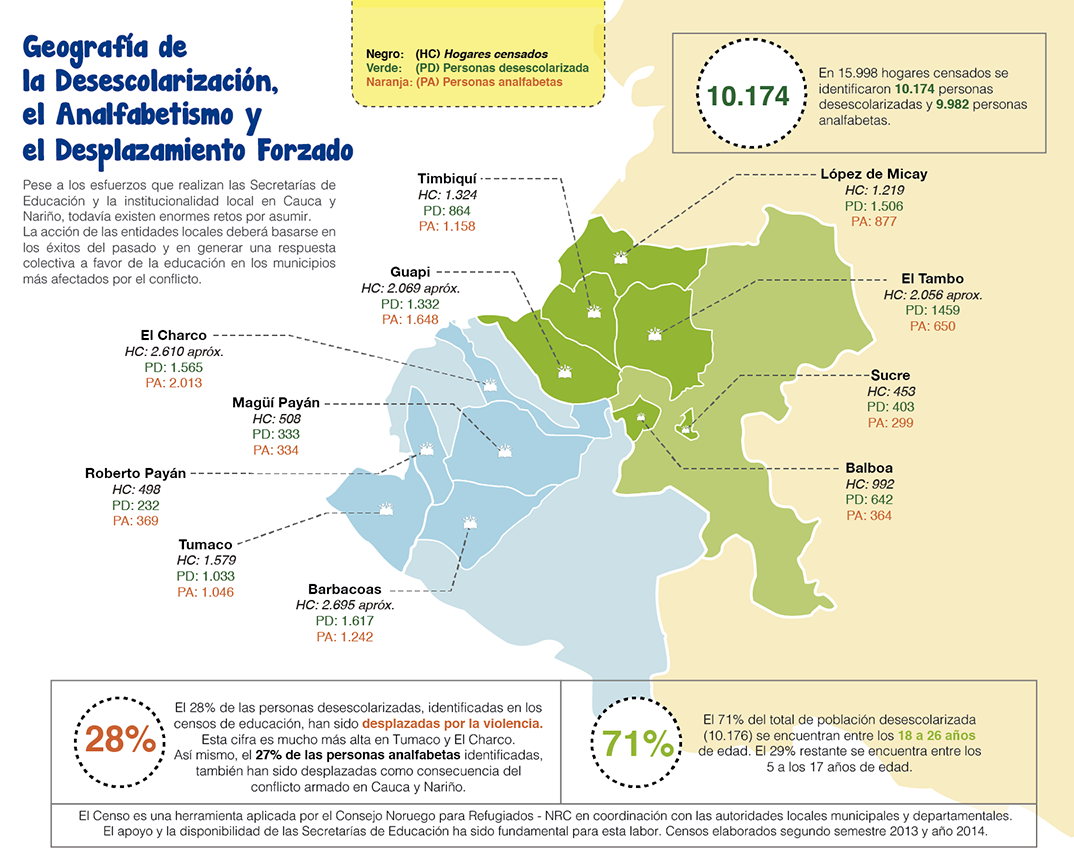 Geografía de
la Desescolarización,
el Analfabetismo y
el Desplazamiento Forzado
Pese a los esfuerzos que realizan las Secretarías de
Educación y la institucionalidad local en Cauca y
Nariño, todavía existen enormes retos por asumir.
La acción de las entidades locales deberá basarse en
los éxitos del pasado y en generar una respuesta
colectiva a favor de la educación en los municipios
más afectados por el conflicto.
Negro: (HC) Hogares censados
Verde: (PD) Personas desescolarizada
Naranja: (PA) Personas analfabetas
10.174
En 15.998 hogares censados se
identificaron 10.174 personas
desescolarizadas y 9.982 personas
analfabetas.
Timbiquí
HC: 1.324
PD: 864
PA: 1.158
López de Micay
HC: 1.219
PD: 1.506
PA: 877
Guapi
HC: 2.069 apróx.
PD: 1.332
PA: 1.648
El Tambo
HC: 2.056 aprox.
PD: 1459
PA: 650
El Charco
HC: 2.610 apróx.
PD: 1.565
PA: 2.013
Sucre
HC: 453
PD: 403
PA: 299
Magüí Payán
HC: 508
PD: 333
PA: 334
Balboa
HC: 992
PD: 642
PA: 364
Roberto Payán
HC: 498
PD: 232
PA: 369
Tumaco
HC: 1.579
PD: 1.033
PA: 1.046
Barbacoas
HC: 2.695 apróx.
PD: 1.617
PA: 1.242
28%
El 28% de las personas desescolarizadas, identificadas en los
censos de educación, han sido desplazadas por la violencia.
Esta cifra es mucho más alta en Tumaco y El Charco.
Así mismo, el 27% de las personas analfabetas identificadas,
también han sido desplazadas como consecuencia del
conflicto armado en Cauca y Nariño.
71%
El 71% del total de población desescolarizada
(10.176) se encuentran entre los 18 a 26 años
de edad. El 29% restante se encuentra entre los
5 a los 17 años de edad.
El Censo es una herramienta aplicada por el Consejo Noruego para Refugiados - NRC en coordinación con las autoridades locales municipales y departamentales.
El apoyo y la disponibilidad de las Secretarías de Educación ha sido fundamental para esta labor. Censos elaborados segundo semestre 2013 y año 2014.